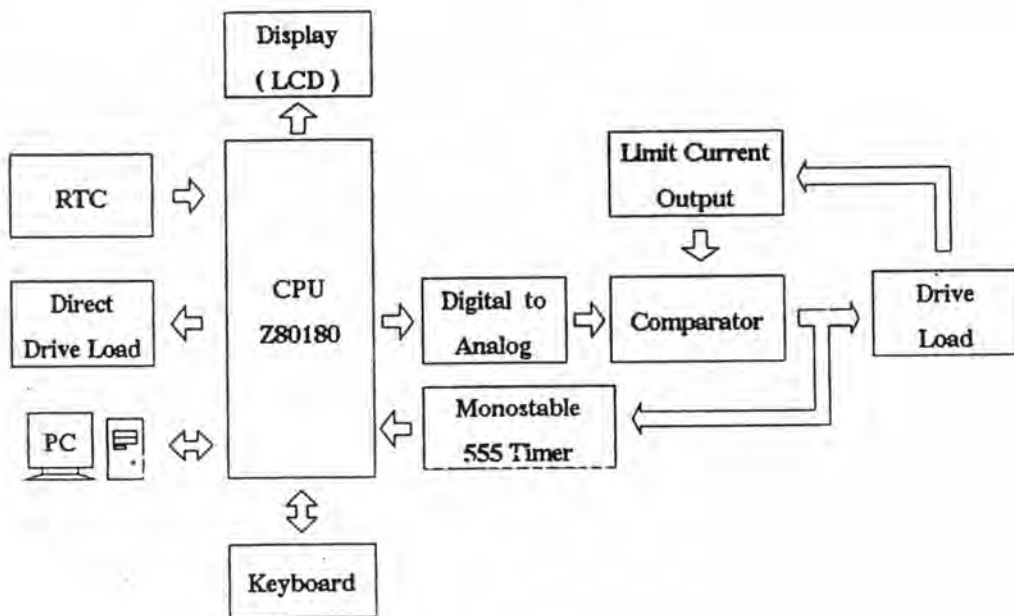 Display
( LCD )
RTC
Limit Current
Output
CPU
Z80180
Direct
Drive Load
Digital to
Analog
Comparator
Drive
Load
PC
Monostable
555 Timer
Keyboard